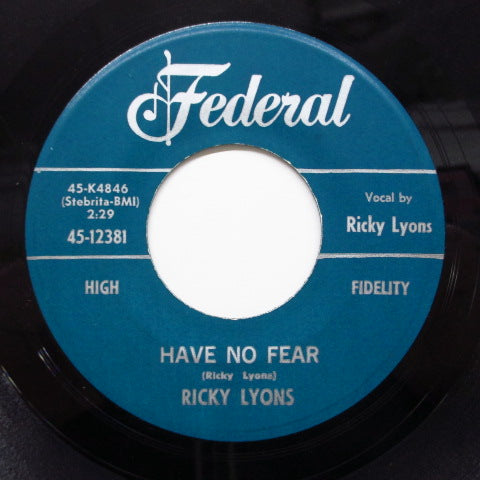 Federal
45-K4846
(Stebrita-BMI)
2:29
45-12381
Vocal by
Ricky Lyons
HIGH FIDELITY
HAVE NO FEAR
(Ricky Lyons)
RICKY LYONS